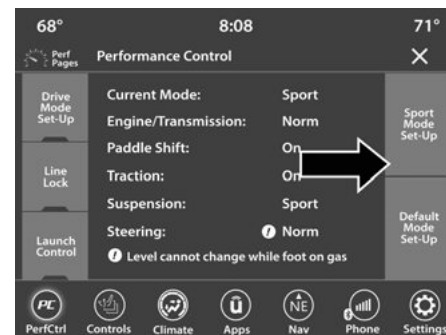 68° 8:08 71°
Perf
Pages
Performance Control
Drive
Mode
Set-Up
Line
Lock
Launch
Control
Current Mode: Sport
Engine/Transmission: Norm
Paddle Shift: On
Traction: On
Suspension: Sport
Steering: ! Norm
! Level cannot change while foot on gas
Sport
Mode
Set-Up
Default
Mode
Set-Up
PC
PerfCtrl
Controls
Climate
ū
Apps
NE
Nav
Phone
Settings